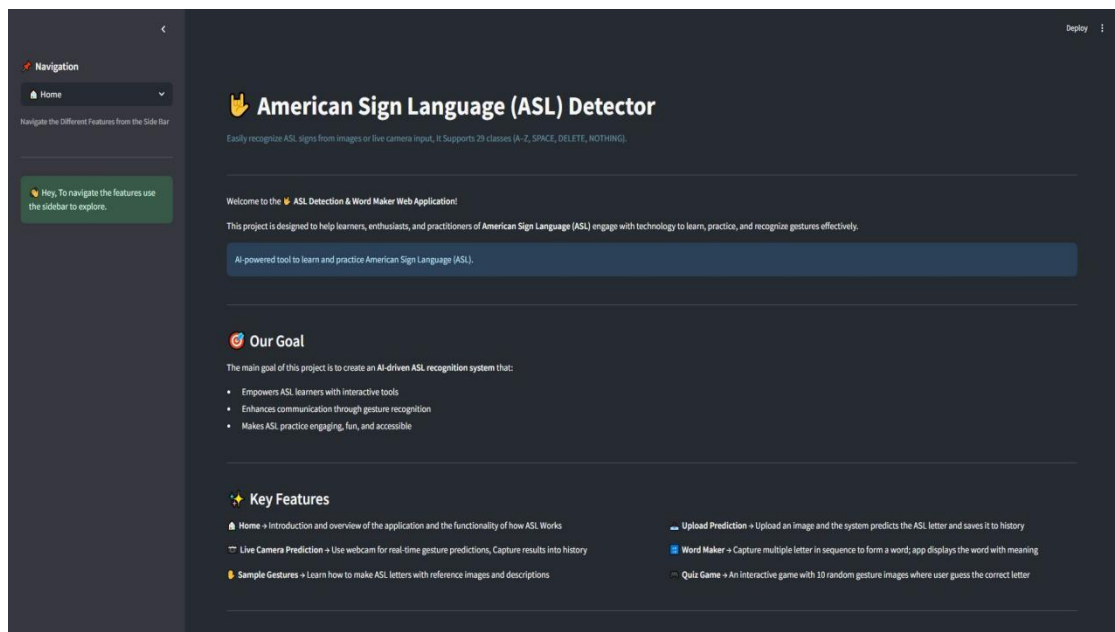 Deploy
📌 Navigation
🏠 Home
Navigate the Different Features from the Side Bar
👋 Hey, To navigate the features use
the sidebar to explore.
🤟 American Sign Language (ASL) Detector
Easily recognize ASL signs from images or live camera input, It Supports 29 classes (A–Z, SPACE, DELETE, NOTHING).
Welcome to the 🤟 ASL Detection & Word Maker Web Application!
This project is designed to help learners, enthusiasts, and practitioners of American Sign Language (ASL) engage with technology to learn, practice, and recognize gestures effectively.
AI-powered tool to learn and practice American Sign Language (ASL).
🎯 Our Goal
The main goal of this project is to create an AI-driven ASL recognition system that:
• Empowers ASL learners with interactive tools
• Enhances communication through gesture recognition
• Makes ASL practice engaging, fun, and accessible
✨ Key Features
🏠 Home → Introduction and overview of the application and the functionality of how ASL Works
Live Camera Prediction → Use webcam for real-time gesture predictions, Capture results into history
Sample Gestures → Learn how to make ASL letters with reference images and descriptions
Upload Prediction → Upload an image and the system predicts the ASL letter and saves it to history
Word Maker → Capture multiple letter in sequence to form a word; app displays the word with meaning
Quiz Game → An interactive game with 10 random gesture images where user guess the correct letter